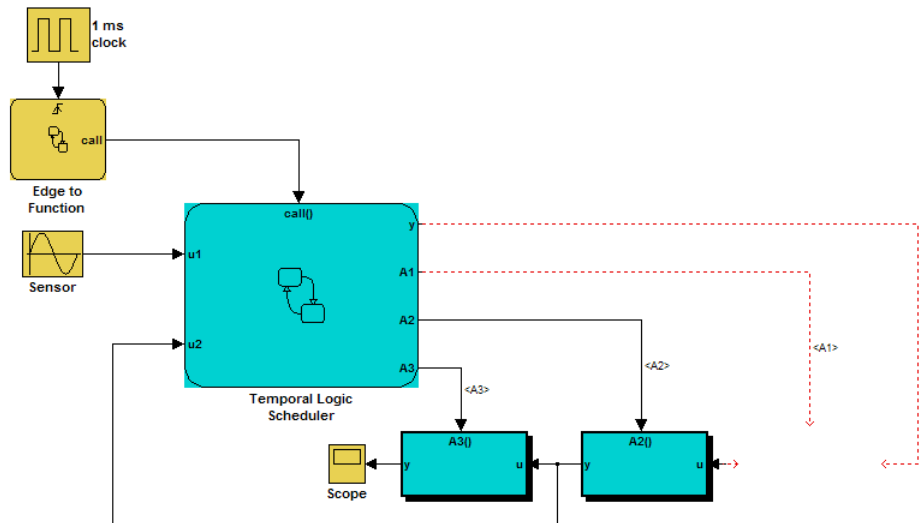 1 ms
clock
call
Edge to
Function
call()
y
u1
Sensor
A1
A2
u2
A3
<A1>
<A2>
<A3>
Temporal Logic
Scheduler
A3()
A2()
y
u
y
u
Scope